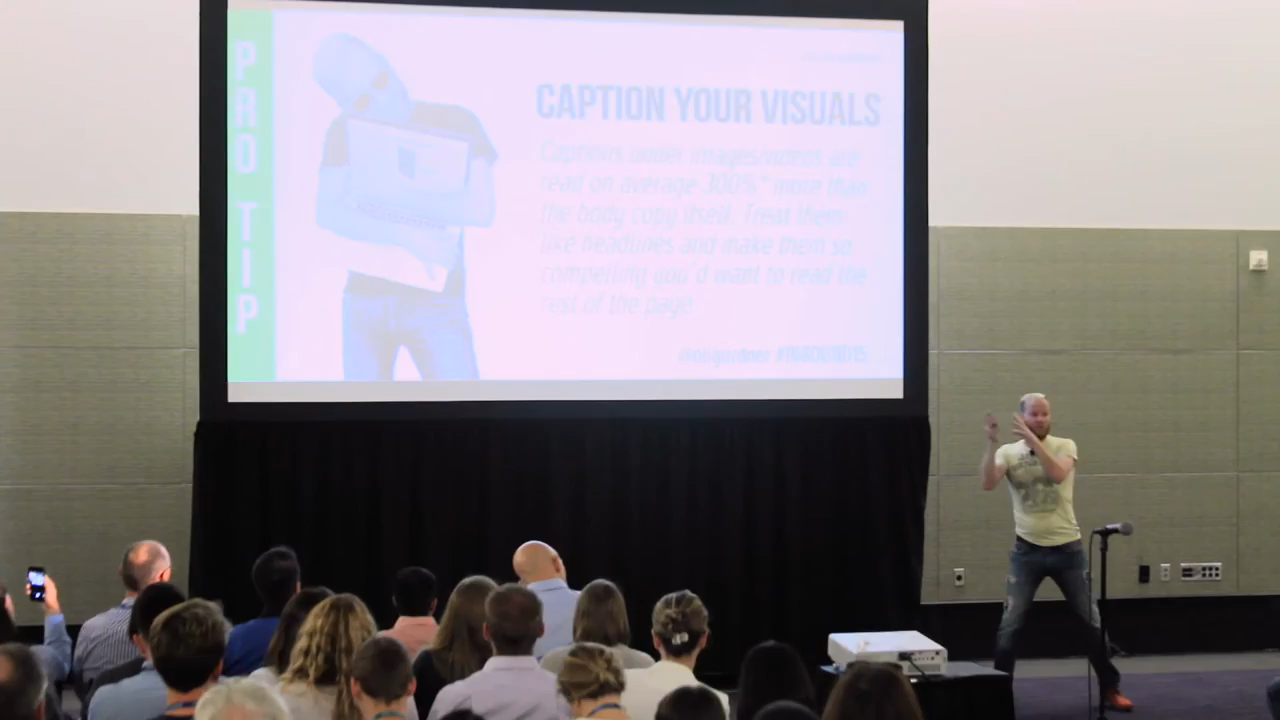 PRO TIP
CAPTION YOUR VISUALS
Captions under images/videos are
read on average 300%* more than
the body copy itself. Treat them
like headlines and make them so
compelling you'd want to read the
rest of the page.
@oligardner #INBOUND15